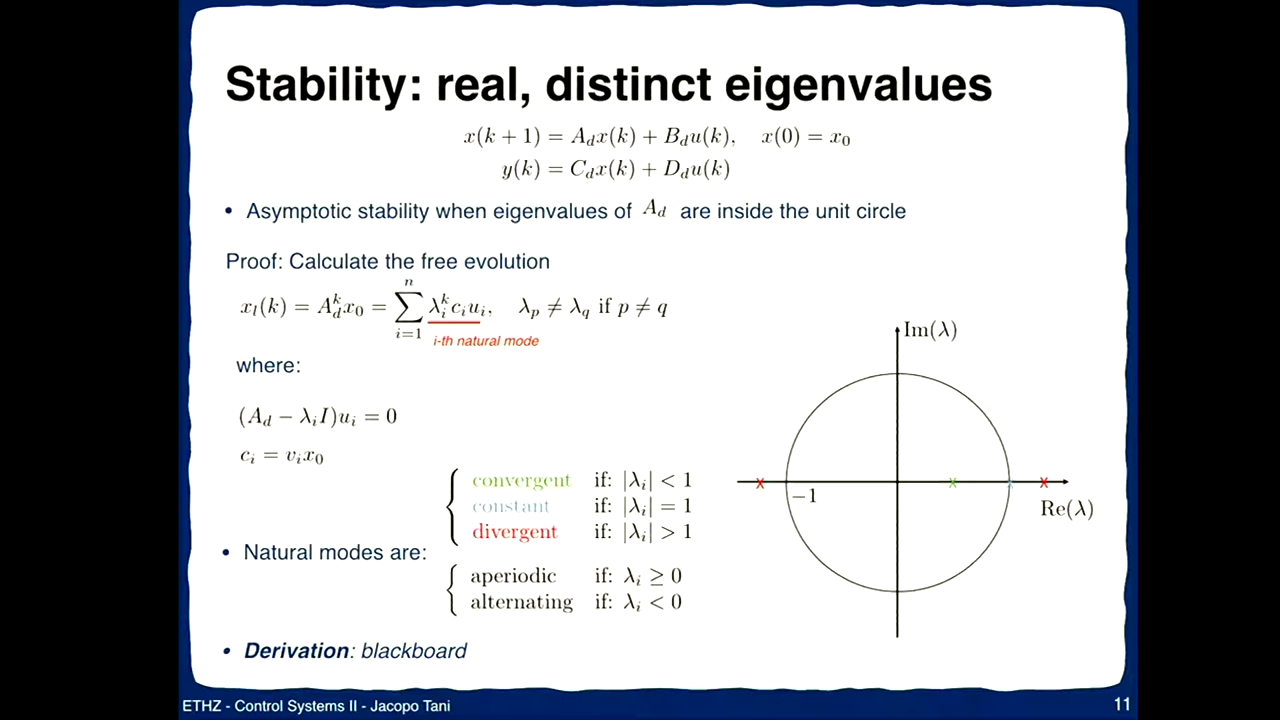 Stability: real, distinct eigenvalues
x(k + 1) = A_d x(k) + B_d u(k),   x(0) = x_0
y(k) = C_d x(k) + D_d u(k)
• Asymptotic stability when eigenvalues of A_d are inside the unit circle
Proof: Calculate the free evolution
x_l(k) = A_d^k x_0 = \sum_{i=1}^{n} λ_i^k c_i u_i,   λ_p ≠ λ_q if p ≠ q
i-th natural mode
where:
(A_d − λ_i I)u_i = 0
c_i = v_i x_0
• Natural modes are:
convergent if: |λ_i| < 1
constant if: |λ_i| = 1
divergent if: |λ_i| > 1
aperiodic if: λ_i ≥ 0
alternating if: λ_i < 0
• Derivation: blackboard
Im(λ)
−1
Re(λ)
ETHZ - Control Systems II - Jacopo Tani
11